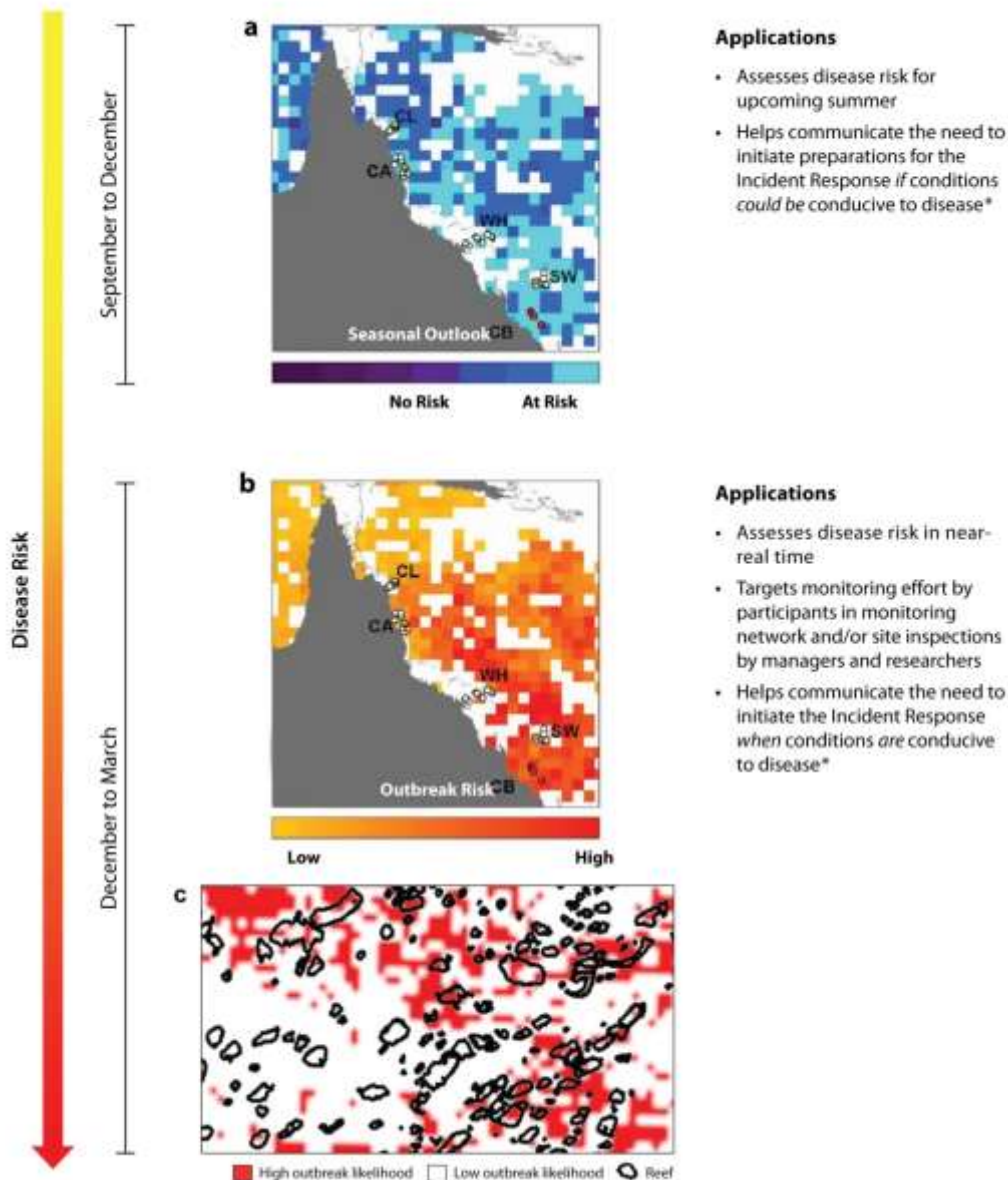 Disease Risk
September to December
a
CL
CA
WH
SW
Seasonal Outlook
CB
No Risk
At Risk
Applications
• Assesses disease risk for
upcoming summer
• Helps communicate the need to
initiate preparations for the
Incident Response if conditions
could be conducive to disease*
December to March
b
CL
CA
WH
SW
Outbreak Risk
CB
Low
High
Applications
• Assesses disease risk in near-
real time
• Targets monitoring effort by
participants in monitoring
network and/or site inspections
by managers and researchers
• Helps communicate the need to
initiate the Incident Response
when conditions are conducive
to disease*
c
High outbreak likelihood
Low outbreak likelihood
Reef